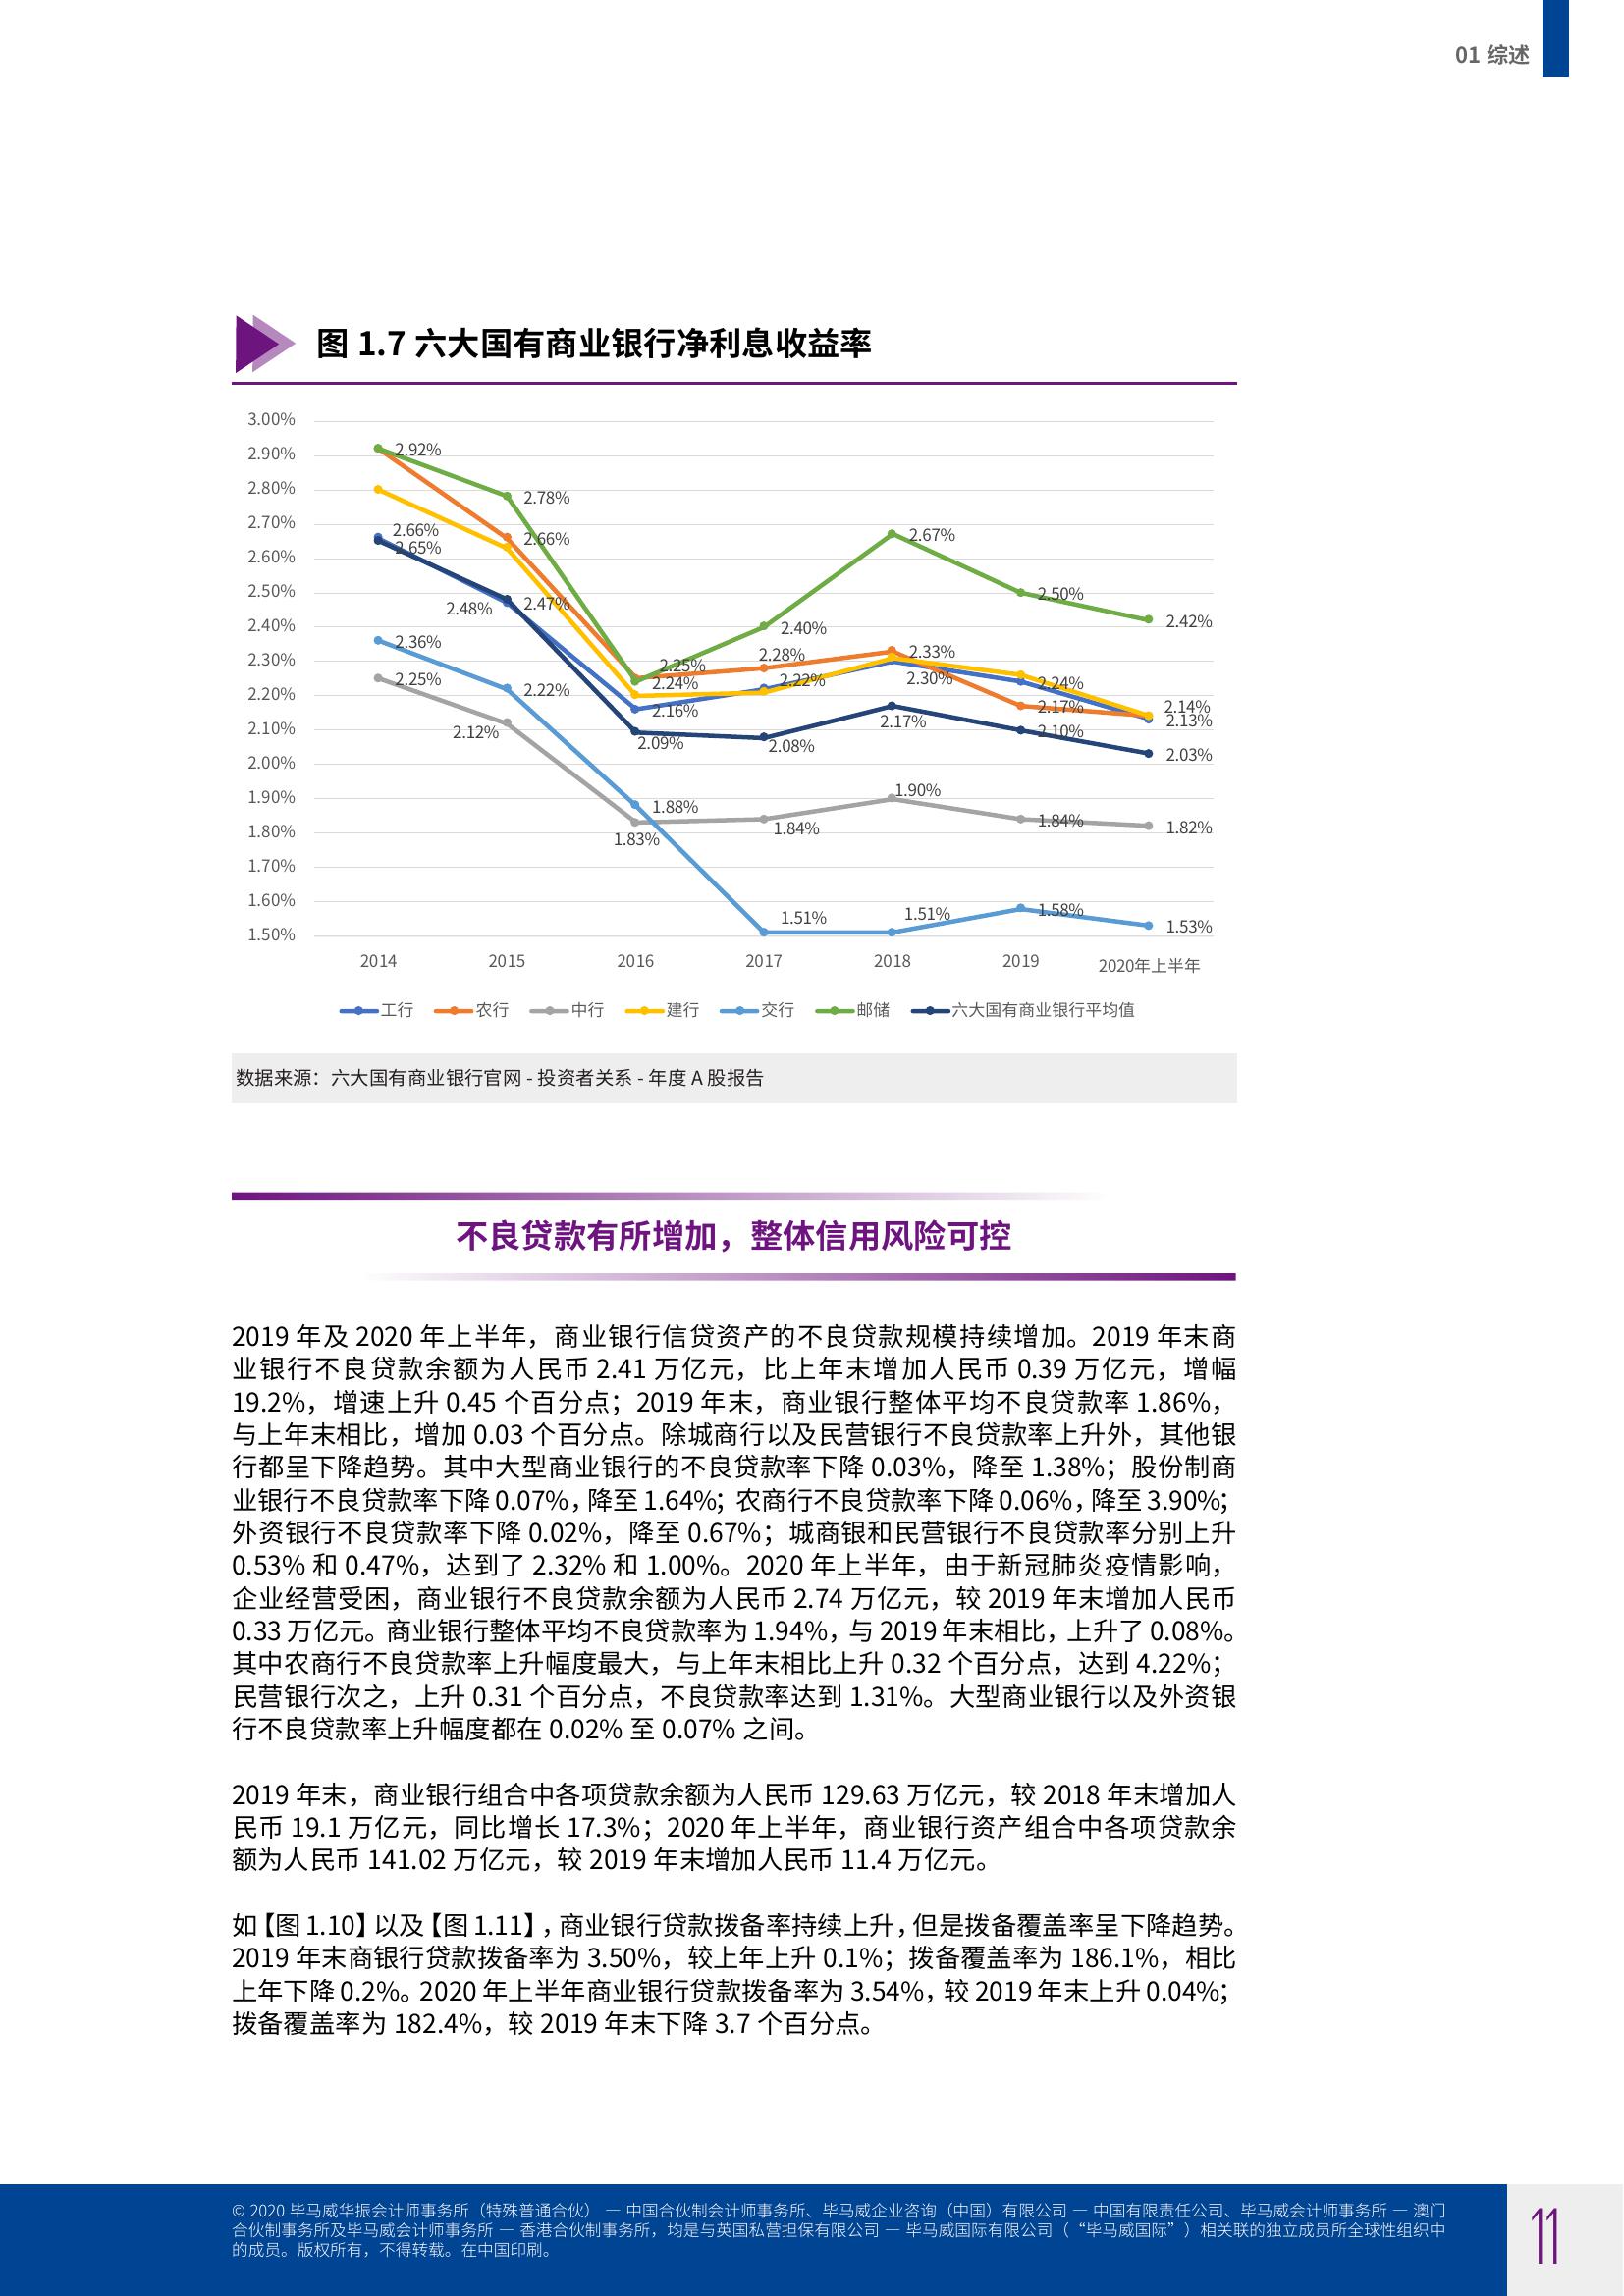 01 综述
图 1.7 六大国有商业银行净利息收益率
3.00%
2.90%
2.80%
2.70%
2.60%
2.50%
2.40%
2.30%
2.20%
2.10%
2.00%
1.90%
1.80%
1.70%
1.60%
1.50%
2.92%
2.66%
2.65%
2.36%
2.25%
2.78%
2.66%
2.48%
2.47%
2.22%
2.12%
2.25%
2.24%
2.16%
2.09%
1.88%
1.83%
2.40%
2.28%
2.22%
2.08%
1.84%
1.51%
2.67%
2.33%
2.30%
2.17%
1.90%
1.51%
2.50%
2.24%
2.17%
2.10%
1.84%
1.58%
2.42%
2.14%
2.13%
2.03%
1.82%
1.53%
2014 2015 2016 2017 2018 2019 2020年上半年
工行 农行 中行 建行 交行 邮储 六大国有商业银行平均值
数据来源：六大国有商业银行官网 - 投资者关系 - 年度 A 股报告
不良贷款有所增加，整体信用风险可控
2019 年及 2020 年上半年，商业银行信贷资产的不良贷款规模持续增加。2019 年末商
业银行不良贷款余额为人民币 2.41 万亿元，比上年末增加人民币 0.39 万亿元，增幅
19.2%，增速上升 0.45 个百分点；2019 年末，商业银行整体平均不良贷款率 1.86%，
与上年末相比，增加 0.03 个百分点。除城商行以及民营银行不良贷款率上升外，其他银
行都呈下降趋势。其中大型商业银行的不良贷款率下降 0.03%，降至 1.38%；股份制商
业银行不良贷款率下降 0.07%，降至 1.64%；农商行不良贷款率下降 0.06%，降至 3.90%；
外资银行不良贷款率下降 0.02%，降至 0.67%；城商银和民营银行不良贷款率分别上升
0.53% 和 0.47%，达到了 2.32% 和 1.00%。2020 年上半年，由于新冠肺炎疫情影响，
企业经营受困，商业银行不良贷款余额为人民币 2.74 万亿元，较 2019 年末增加人民币
0.33 万亿元。商业银行整体平均不良贷款率为 1.94%，与 2019 年末相比，上升了 0.08%。
其中农商行不良贷款率上升幅度最大，与上年末相比上升 0.32 个百分点，达到 4.22%；
民营银行次之，上升 0.31 个百分点，不良贷款率达到 1.31%。大型商业银行以及外资银
行不良贷款率上升幅度都在 0.02% 至 0.07% 之间。
2019 年末，商业银行组合中各项贷款余额为人民币 129.63 万亿元，较 2018 年末增加人
民币 19.1 万亿元，同比增长 17.3%；2020 年上半年，商业银行资产组合中各项贷款余
额为人民币 141.02 万亿元，较 2019 年末增加人民币 11.4 万亿元。
如【图 1.10】以及【图 1.11】，商业银行贷款拨备率持续上升，但是拨备覆盖率呈下降趋势。
2019 年末商银行贷款拨备率为 3.50%，较上年上升 0.1%；拨备覆盖率为 186.1%，相比
上年下降 0.2%。2020 年上半年商业银行贷款拨备率为 3.54%，较 2019 年末上升 0.04%；
拨备覆盖率为 182.4%，较 2019 年末下降 3.7 个百分点。
© 2020 毕马威华振会计师事务所（特殊普通合伙） — 中国合伙制会计师事务所、毕马威企业咨询（中国）有限公司 — 中国有限责任公司、毕马威会计师事务所 — 澳门
合伙制事务所及毕马威会计师事务所 — 香港合伙制事务所，均是与英国私营担保有限公司 — 毕马威国际有限公司（ “毕马威国际” ）相关联的独立成员所全球性组织中
的成员。版权所有，不得转载。在中国印刷。
11